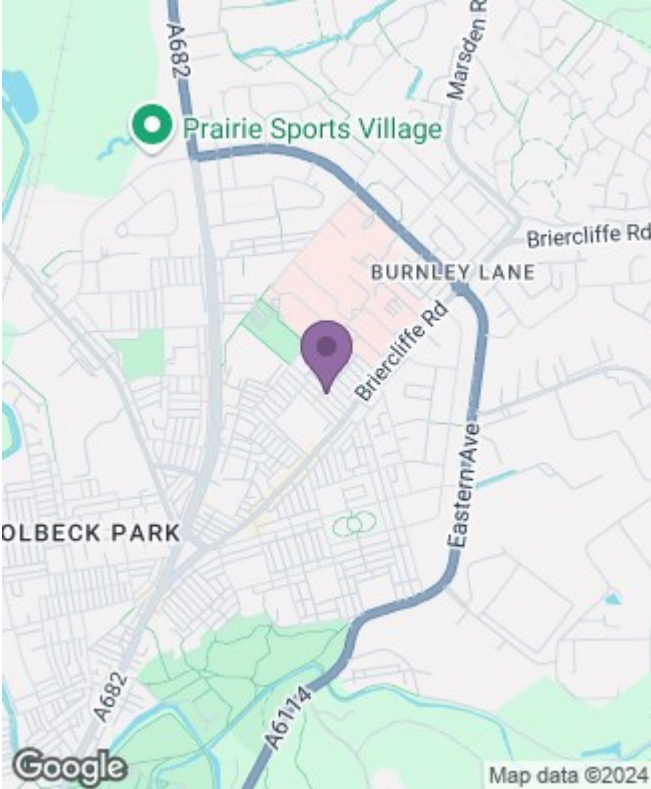 A682
Marsden R
Prairie Sports Village
Briercliffe Rd
BURNLEY LANE
Briercliffe Rd
Eastern Ave
OLBECK PARK
A682
A6114
Google
Map data ©2024